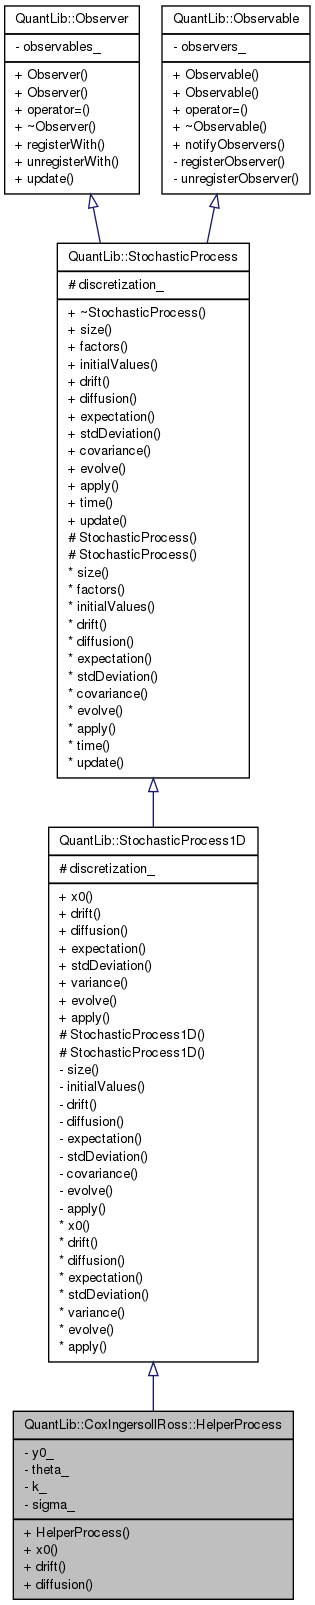 QuantLib::Observer
- observables_
+ Observer()
+ Observer()
+ operator=()
+ ~Observer()
+ registerWith()
+ unregisterWith()
+ update()
QuantLib::Observable
- observers_
+ Observable()
+ Observable()
+ operator=()
+ ~Observable()
+ notifyObservers()
- registerObserver()
- unregisterObserver()
QuantLib::StochasticProcess
# discretization_
+ ~StochasticProcess()
+ size()
+ factors()
+ initialValues()
+ drift()
+ diffusion()
+ expectation()
+ stdDeviation()
+ covariance()
+ evolve()
+ apply()
+ time()
+ update()
# StochasticProcess()
# StochasticProcess()
* size()
* factors()
* initialValues()
* drift()
* diffusion()
* expectation()
* stdDeviation()
* covariance()
* evolve()
* apply()
* time()
* update()
QuantLib::StochasticProcess1D
# discretization_
+ x0()
+ drift()
+ diffusion()
+ expectation()
+ stdDeviation()
+ variance()
+ evolve()
+ apply()
# StochasticProcess1D()
# StochasticProcess1D()
- size()
- initialValues()
- drift()
- diffusion()
- expectation()
- stdDeviation()
- covariance()
- evolve()
- apply()
* x0()
* drift()
* diffusion()
* expectation()
* stdDeviation()
* variance()
* evolve()
* apply()
QuantLib::CoxIngersollRoss::HelperProcess
- y0_
- theta_
- k_
- sigma_
+ HelperProcess()
+ x0()
+ drift()
+ diffusion()